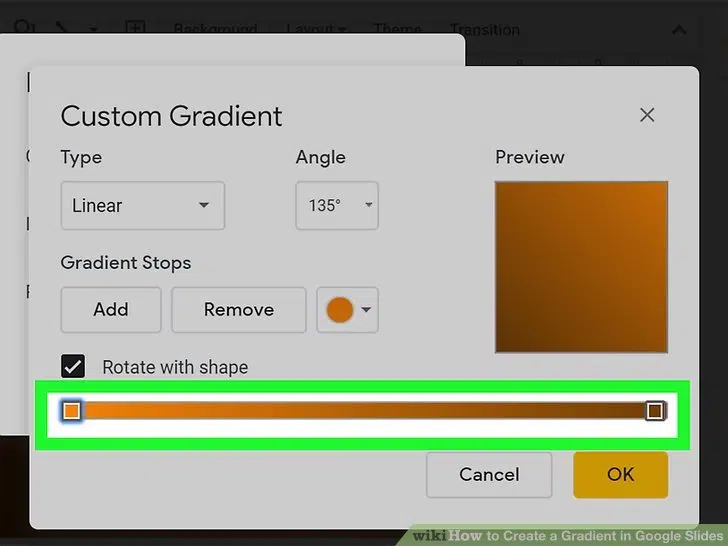 Background Layout Theme Transition
Custom Gradient
Type Angle Preview
Linear 135°
Gradient Stops
Add Remove
Rotate with shape
Cancel OK
wikiHow to Create a Gradient in Google Slides